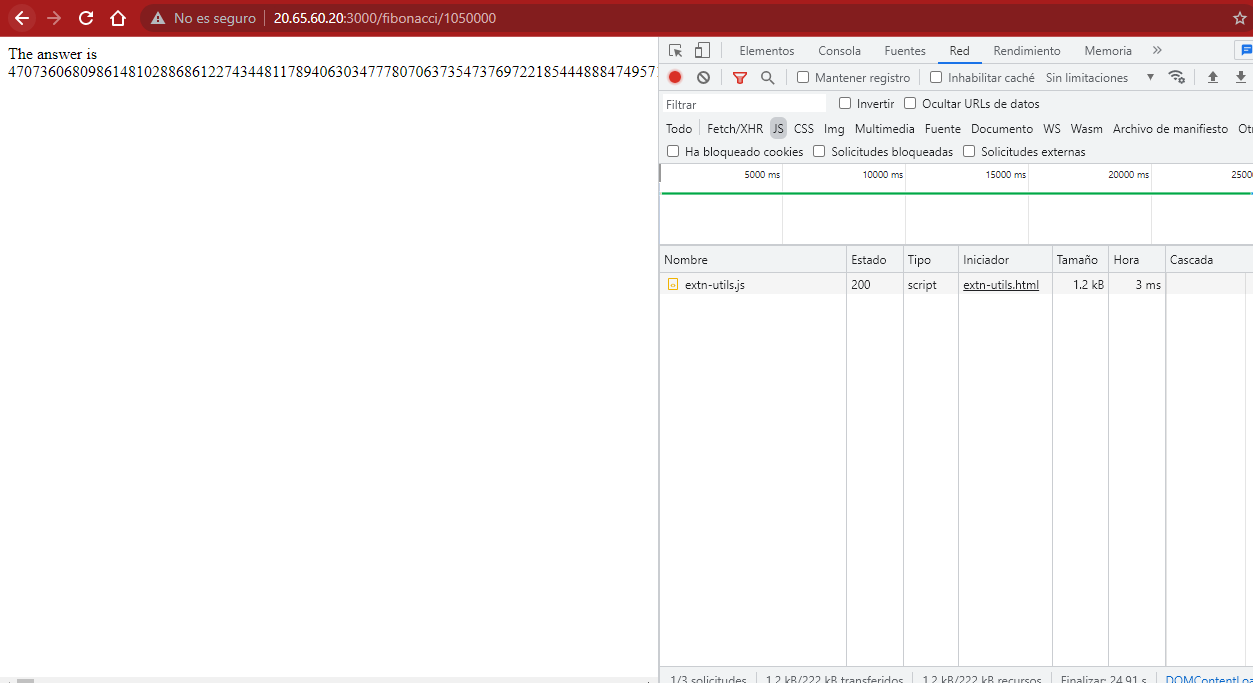 No es seguro 20.65.60.20:3000/fibonacci/1050000
The answer is
Elementos Consola Fuentes Red Rendimiento Memoria
Mantener registro Inhabilitar caché Sin limitaciones
Filtrar Invertir Ocultar URLs de datos
Todo Fetch/XHR JS CSS Img Multimedia Fuente Documento WS Wasm Archivo de manifiesto
Ha bloqueado cookies Solicitudes bloqueadas Solicitudes externas
5000 ms 10000 ms 15000 ms 20000 ms
Nombre Estado Tipo Iniciador Tamaño Hora Cascada
extn-utils.js 200 script extn-utils.html 1.2 kB 3 ms
1/3 solicitudes 1.2 kB/222 kB transferidos 1.2 kB/222 kB recursos Finalizar: 24.91 s